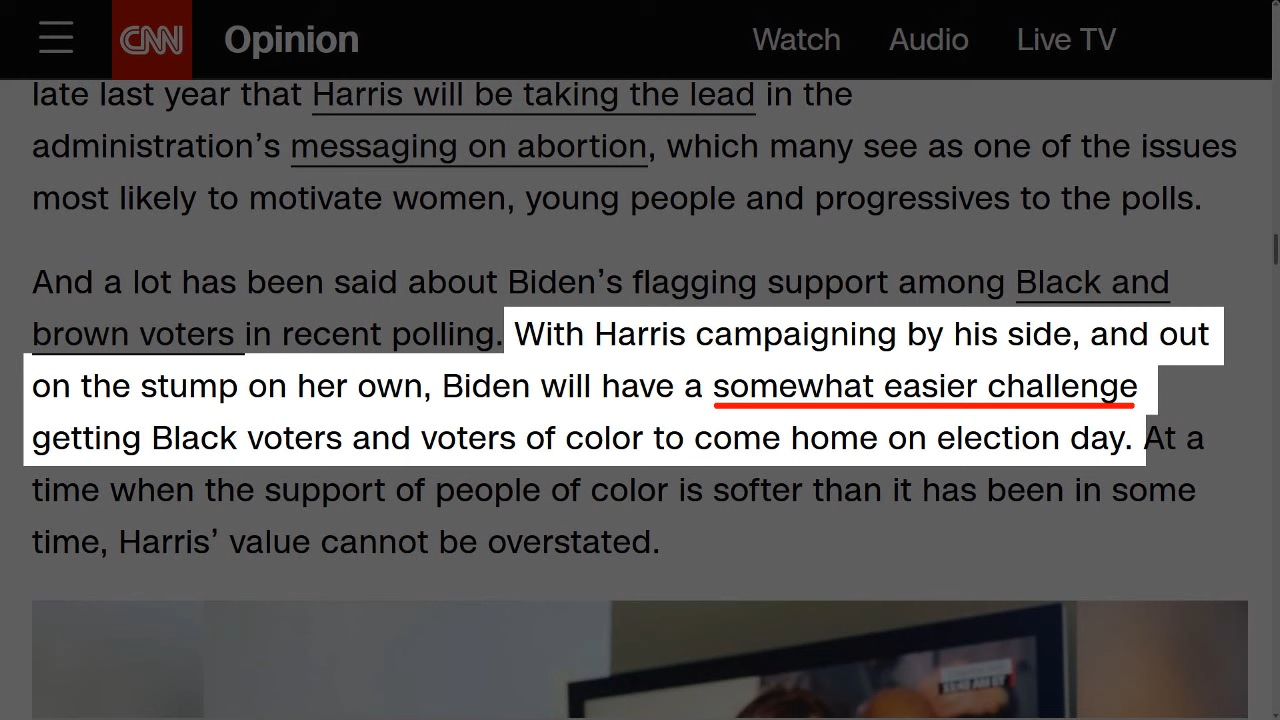 CNN Opinion Watch Audio Live TV
late last year that Harris will be taking the lead in the
administration’s messaging on abortion, which many see as one of the issues
most likely to motivate women, young people and progressives to the polls.
And a lot has been said about Biden’s flagging support among Black and
brown voters in recent polling. With Harris campaigning by his side, and out
on the stump on her own, Biden will have a somewhat easier challenge
getting Black voters and voters of color to come home on election day. At a
time when the support of people of color is softer than it has been in some
time, Harris’ value cannot be overstated.